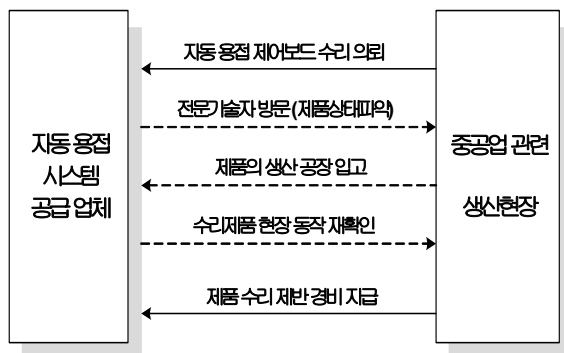 자동 용접 제어보드 수리 의뢰
전문기술자 방문 (제품상태파악)
제품의 생산 공장 입고
수리제품 현장 동작 재확인
제품 수리 제반 경비 지급
자동 용접
시스템
공급 업체
중공업 관련
생산현장